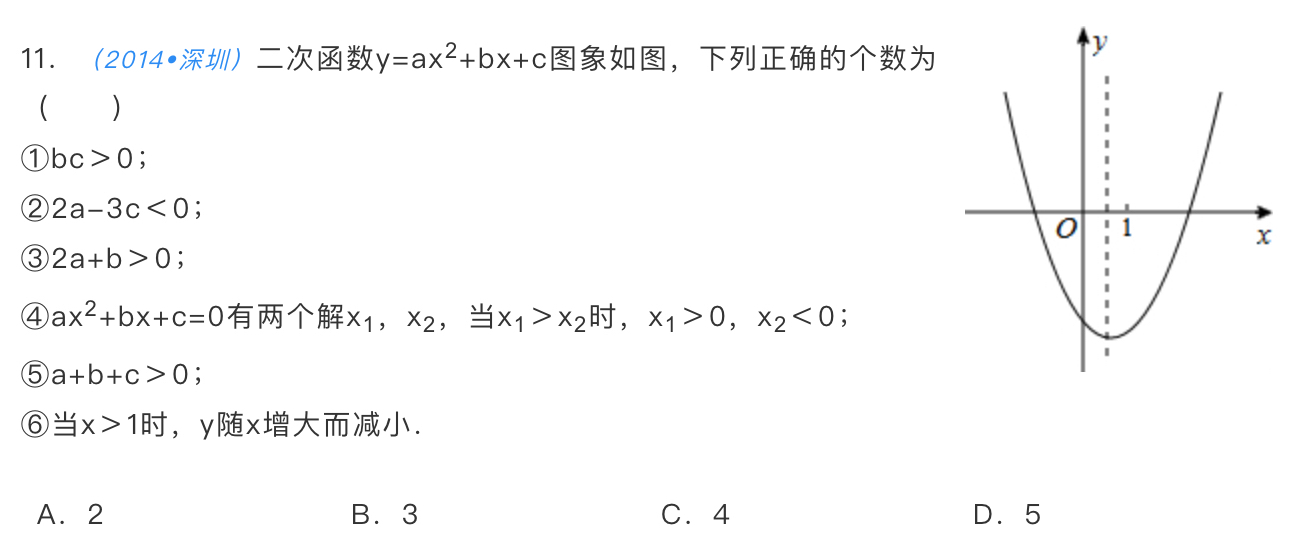 11. （2014•深圳）二次函数y=ax²+bx+c图象如图，下列正确的个数为
(　　)
①bc＞0；
②2a−3c＜0；
③2a+b＞0；
④ax²+bx+c=0有两个解x₁，x₂，当x₁＞x₂时，x₁＞0，x₂＜0；
⑤a+b+c＞0；
⑥当x＞1时，y随x增大而减小．
A．2　B．3　C．4　D．5
y
O 1
x